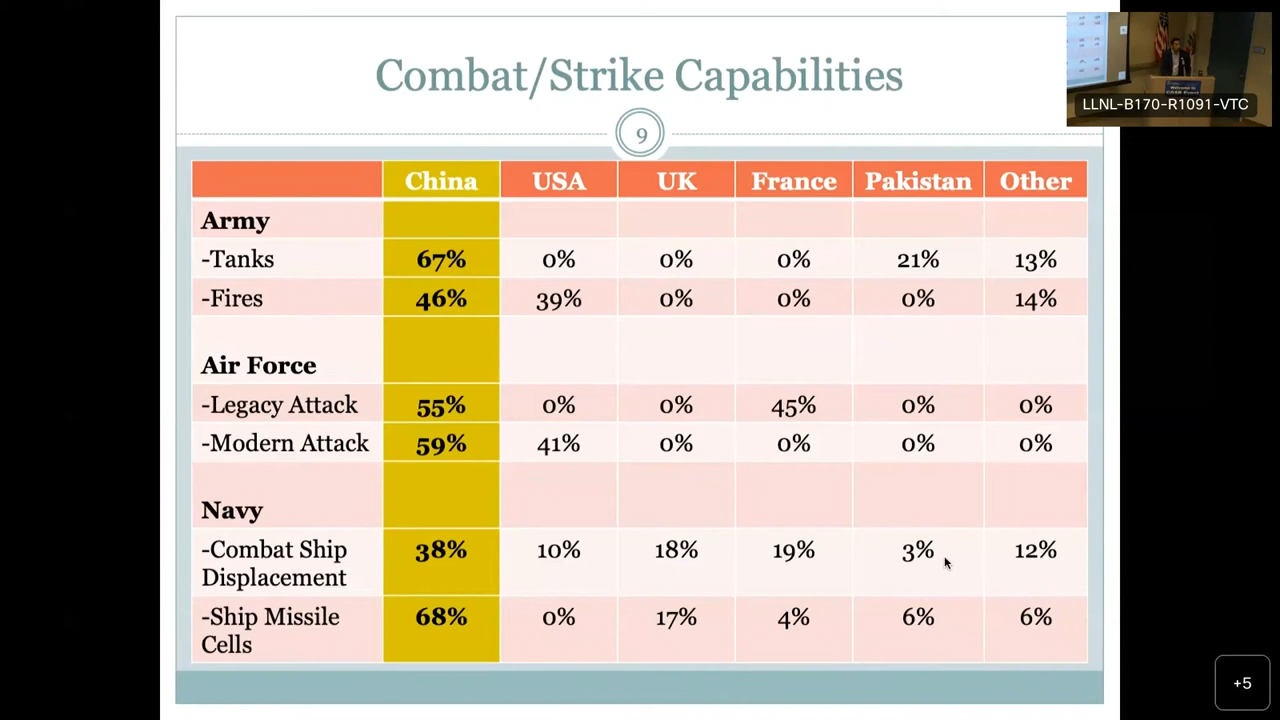 Combat/Strike Capabilities
9
LLNL-B170-R1091-VTC
China USA UK France Pakistan Other
Army
-Tanks 67% 0% 0% 0% 21% 13%
-Fires 46% 39% 0% 0% 0% 14%
Air Force
-Legacy Attack 55% 0% 0% 45% 0% 0%
-Modern Attack 59% 41% 0% 0% 0% 0%
Navy
-Combat Ship 38% 10% 18% 19% 3% 12%
Displacement
-Ship Missile 68% 0% 17% 4% 6% 6%
Cells
+5